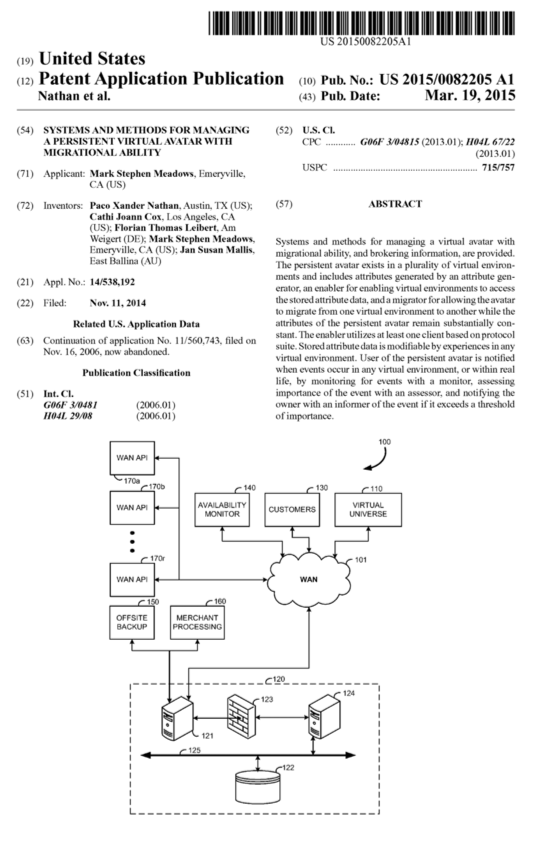 US 20150082205A1
(19) United States
(12) Patent Application Publication
(10) Pub. No.: US 2015/0082205 A1
Nathan et al.
(43) Pub. Date: Mar. 19, 2015
(54) SYSTEMS AND METHODS FOR MANAGING
A PERSISTENT VIRTUAL AVATAR WITH
MIGRATIONAL ABILITY
(71) Applicant: Mark Stephen Meadows, Emeryville,
CA (US)
(72) Inventors: Paco Xander Nathan, Austin, TX (US);
Cathi Joann Cox, Los Angeles, CA
(US); Florian Thomas Leibert, Am
Weigert (DE); Mark Stephen Meadows,
Emeryville, CA (US); Jan Susan Mallis,
East Ballina (AU)
(21) Appl. No.: 14/538,192
(22) Filed: Nov. 11, 2014
Related U.S. Application Data
(63) Continuation of application No. 11/560,743, filed on
Nov. 16, 2006, now abandoned.
Publication Classification
(51) Int. Cl.
G06F 3/0481 (2006.01)
H04L 29/08 (2006.01)
(52) U.S. Cl.
CPC ............ G06F 3/04815 (2013.01); H04L 67/22
(2013.01)
USPC .................................................. 715/757
(57) ABSTRACT
Systems and methods for managing a virtual avatar with
migrational ability, and brokering information, are provided.
The persistent avatar exists in a plurality of virtual environ-
ments and includes attributes generated by an attribute gen-
erator, an enabler for enabling virtual environments to access
the stored attribute data, and a migrator for allowing the avatar
to migrate from one virtual environment to another while the
attributes of the persistent avatar remain substantially con-
stant. The enabler utilizes at least one client based on protocol
suite. Stored attribute data is modifiable by experiences in any
virtual environment. User of the persistent avatar is notified
when events occur in any virtual environment, or within real
life, by monitoring for events with a monitor, assessing
importance of the event with an assessor, and notifying the
owner with an informer of the event if it exceeds a threshold
of importance.
100
WAN API
170a
170b
WAN API
140
AVAILABILITY
MONITOR
130
CUSTOMERS
110
VIRTUAL
UNIVERSE
170r
WAN API
101
WAN
150
OFFSITE
BACKUP
160
MERCHANT
PROCESSING
120
121
123
124
125
122